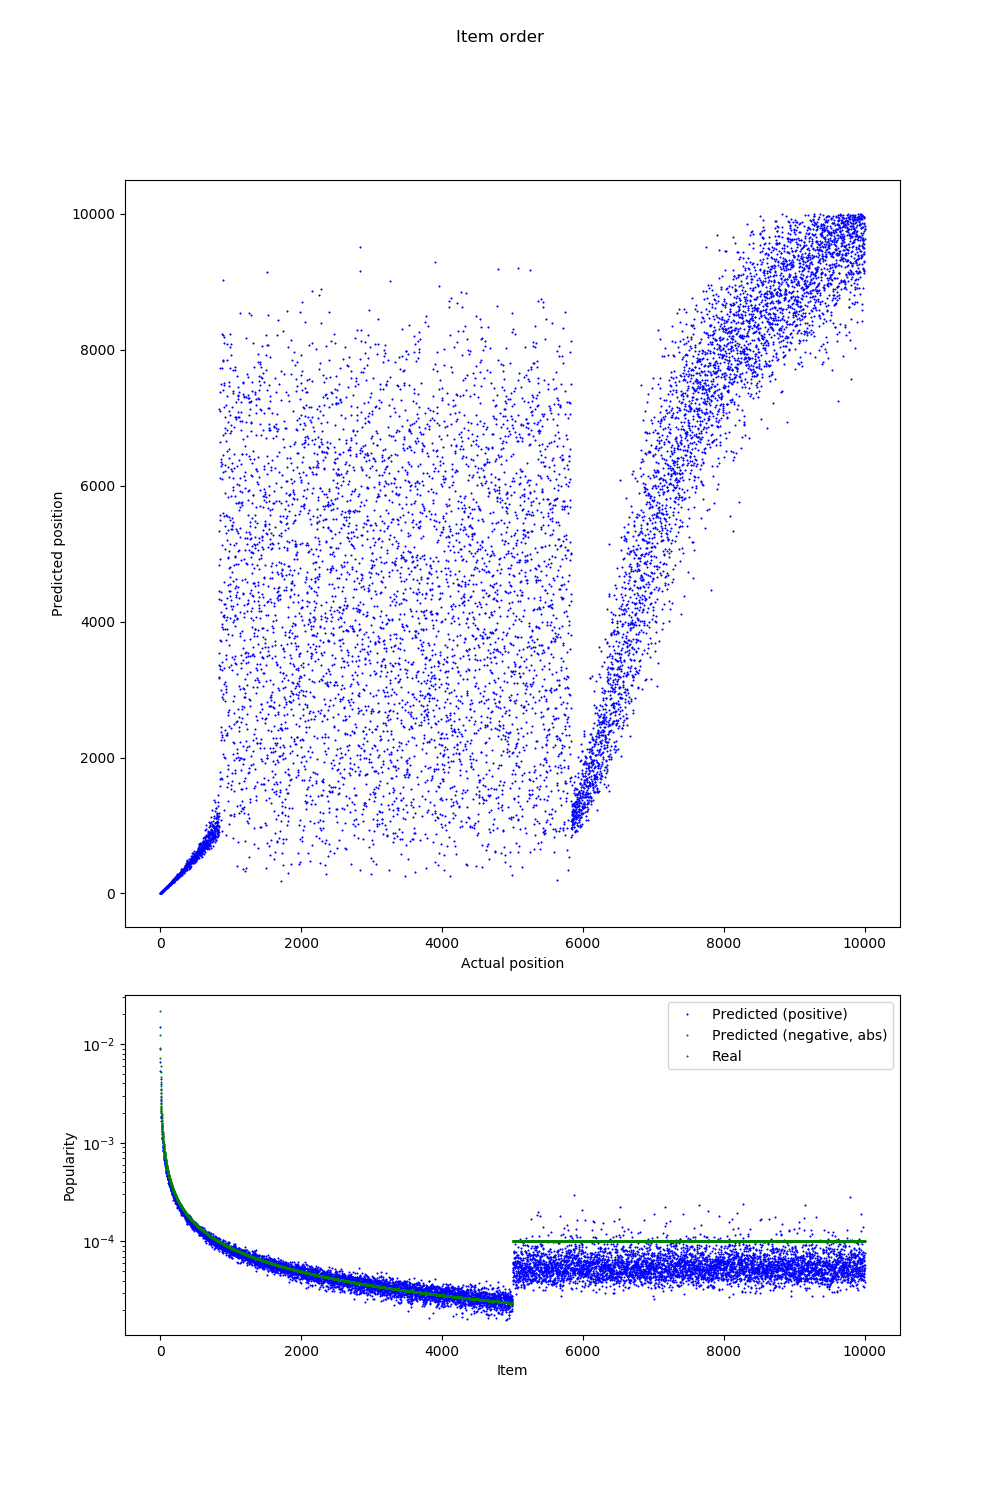 Item order
10000
8000
6000
4000
2000
0
Predicted position
0 2000 4000 6000 8000 10000
Actual position
10⁻²
10⁻³
10⁻⁴
Popularity
Predicted (positive)
Predicted (negative, abs)
Real
0 2000 4000 6000 8000 10000
Item